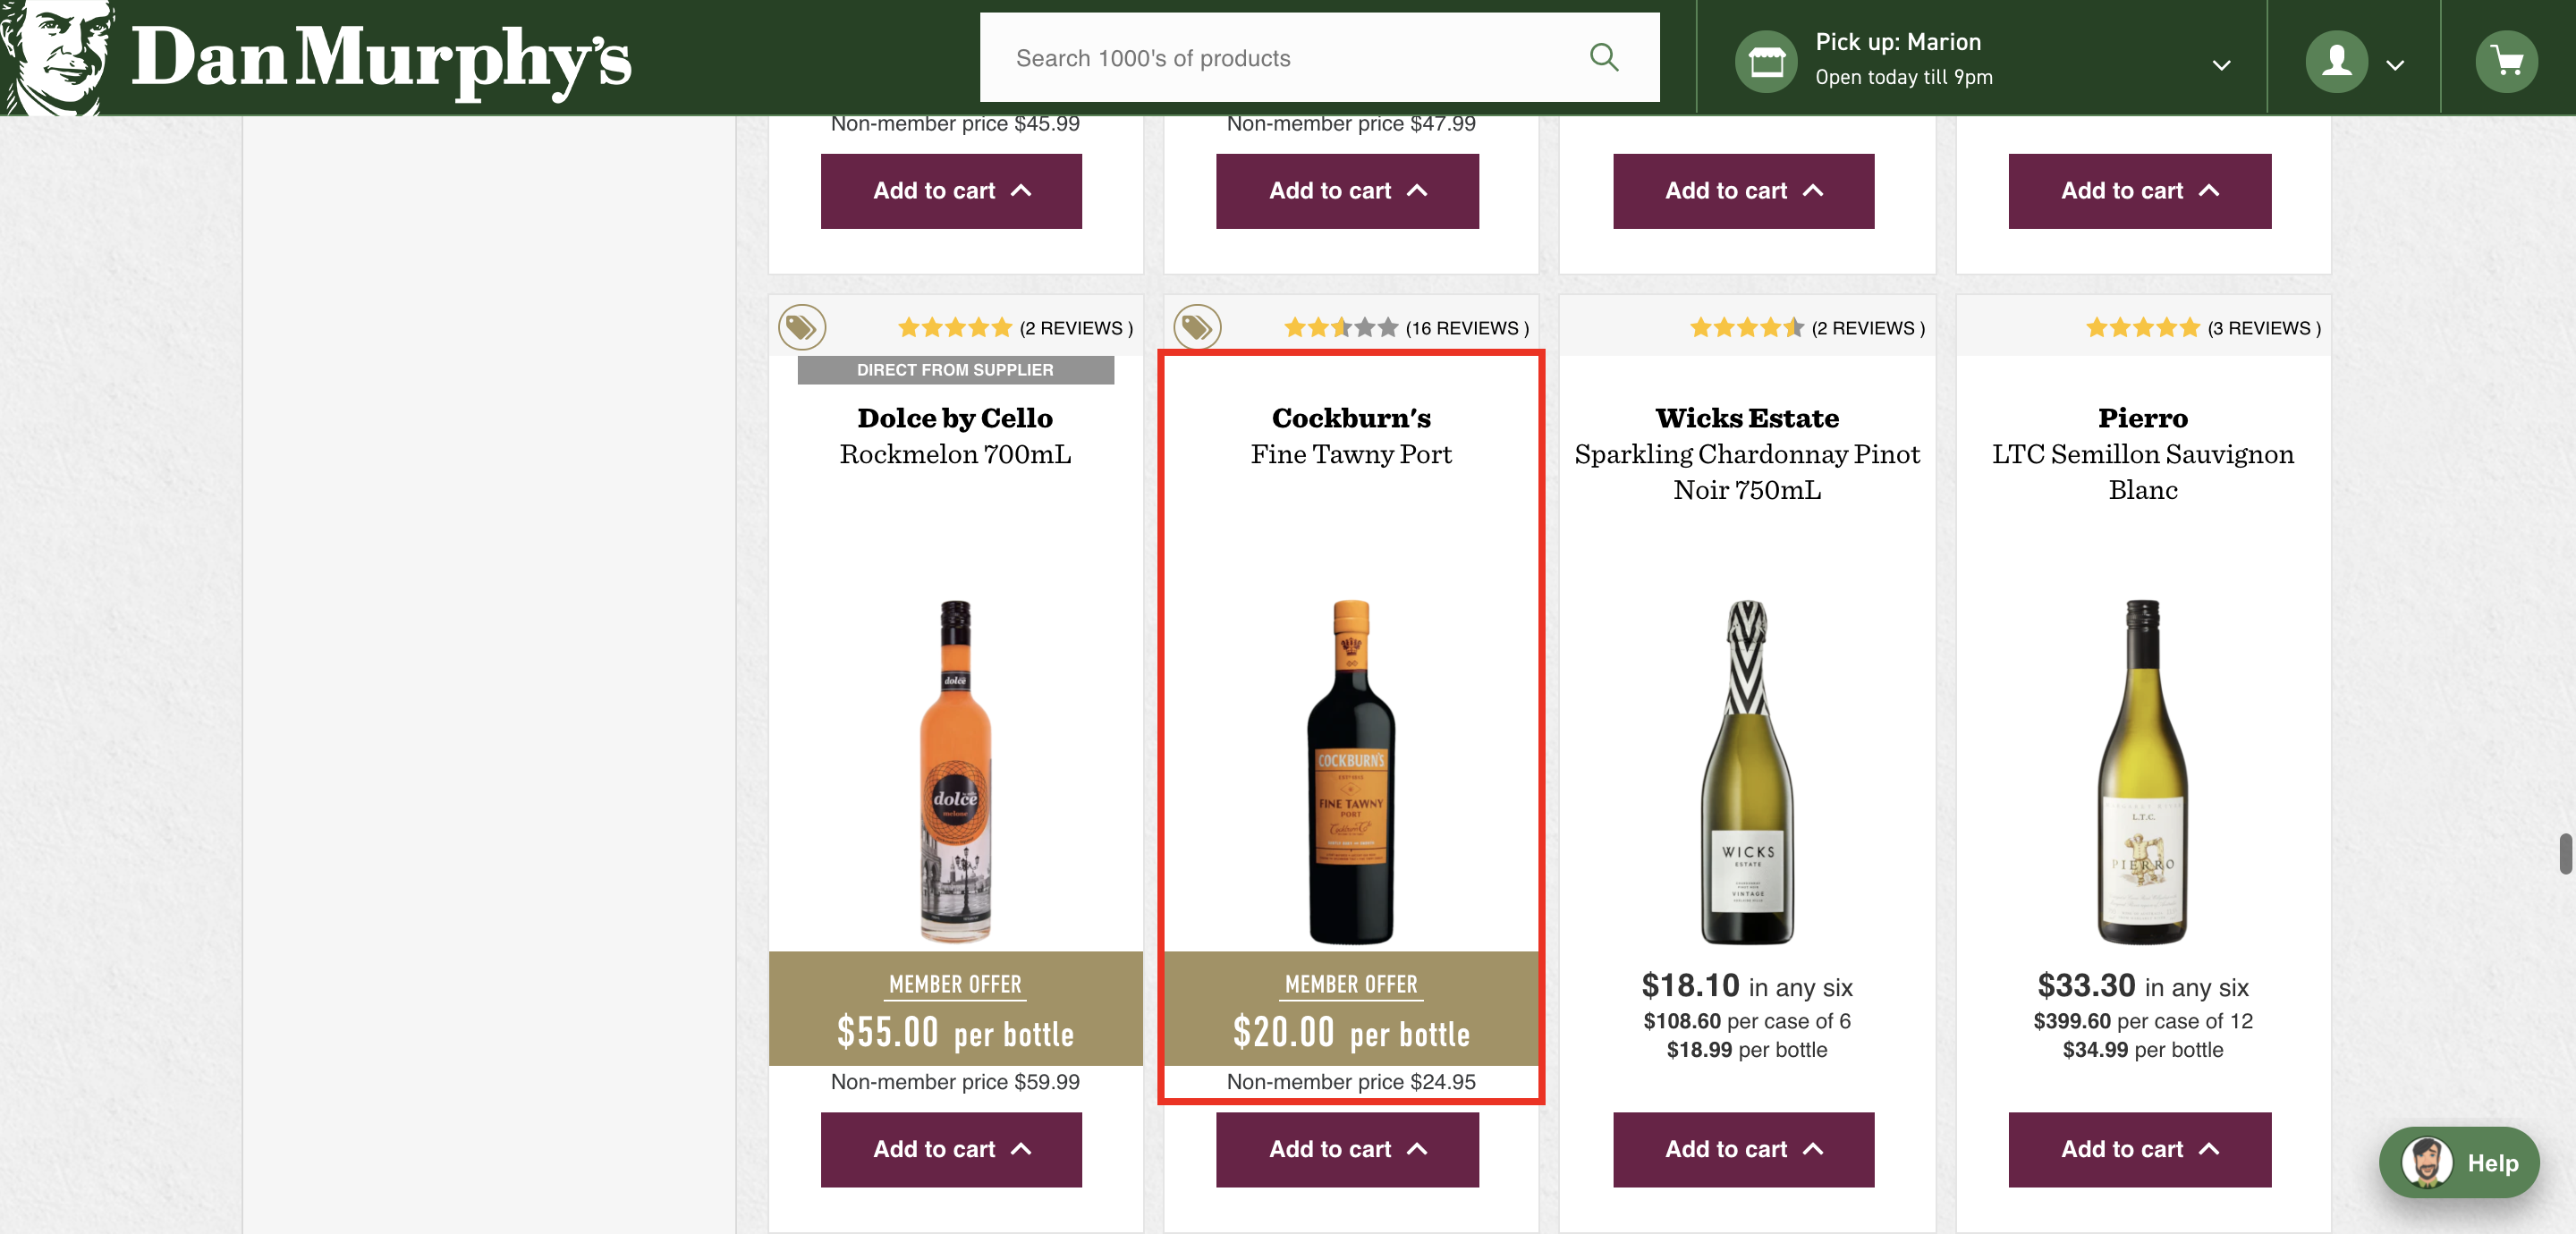 Dan Murphy's
Search 1000's of products
Pick up: Marion
Open today till 9pm
Non-member price $45.99
Non-member price $47.99
Add to cart
Add to cart
Add to cart
Add to cart
(2 REVIEWS )
DIRECT FROM SUPPLIER
Dolce by Cello
Rockmelon 700mL
dolce
dolce
melone
MEMBER OFFER
$55.00 per bottle
Non-member price $59.99
Add to cart
(16 REVIEWS )
Cockburn's
Fine Tawny Port
COCKBURN'S
FINE TAWNY
PORT
MEMBER OFFER
$20.00 per bottle
Non-member price $24.95
Add to cart
(2 REVIEWS )
Wicks Estate
Sparkling Chardonnay Pinot
Noir 750mL
WICKS
ESTATE
VINTAGE
$18.10 in any six
$108.60 per case of 6
$18.99 per bottle
Add to cart
(3 REVIEWS )
Pierro
LTC Semillon Sauvignon
Blanc
L.T.C.
PIERRO
$33.30 in any six
$399.60 per case of 12
$34.99 per bottle
Add to cart
Help